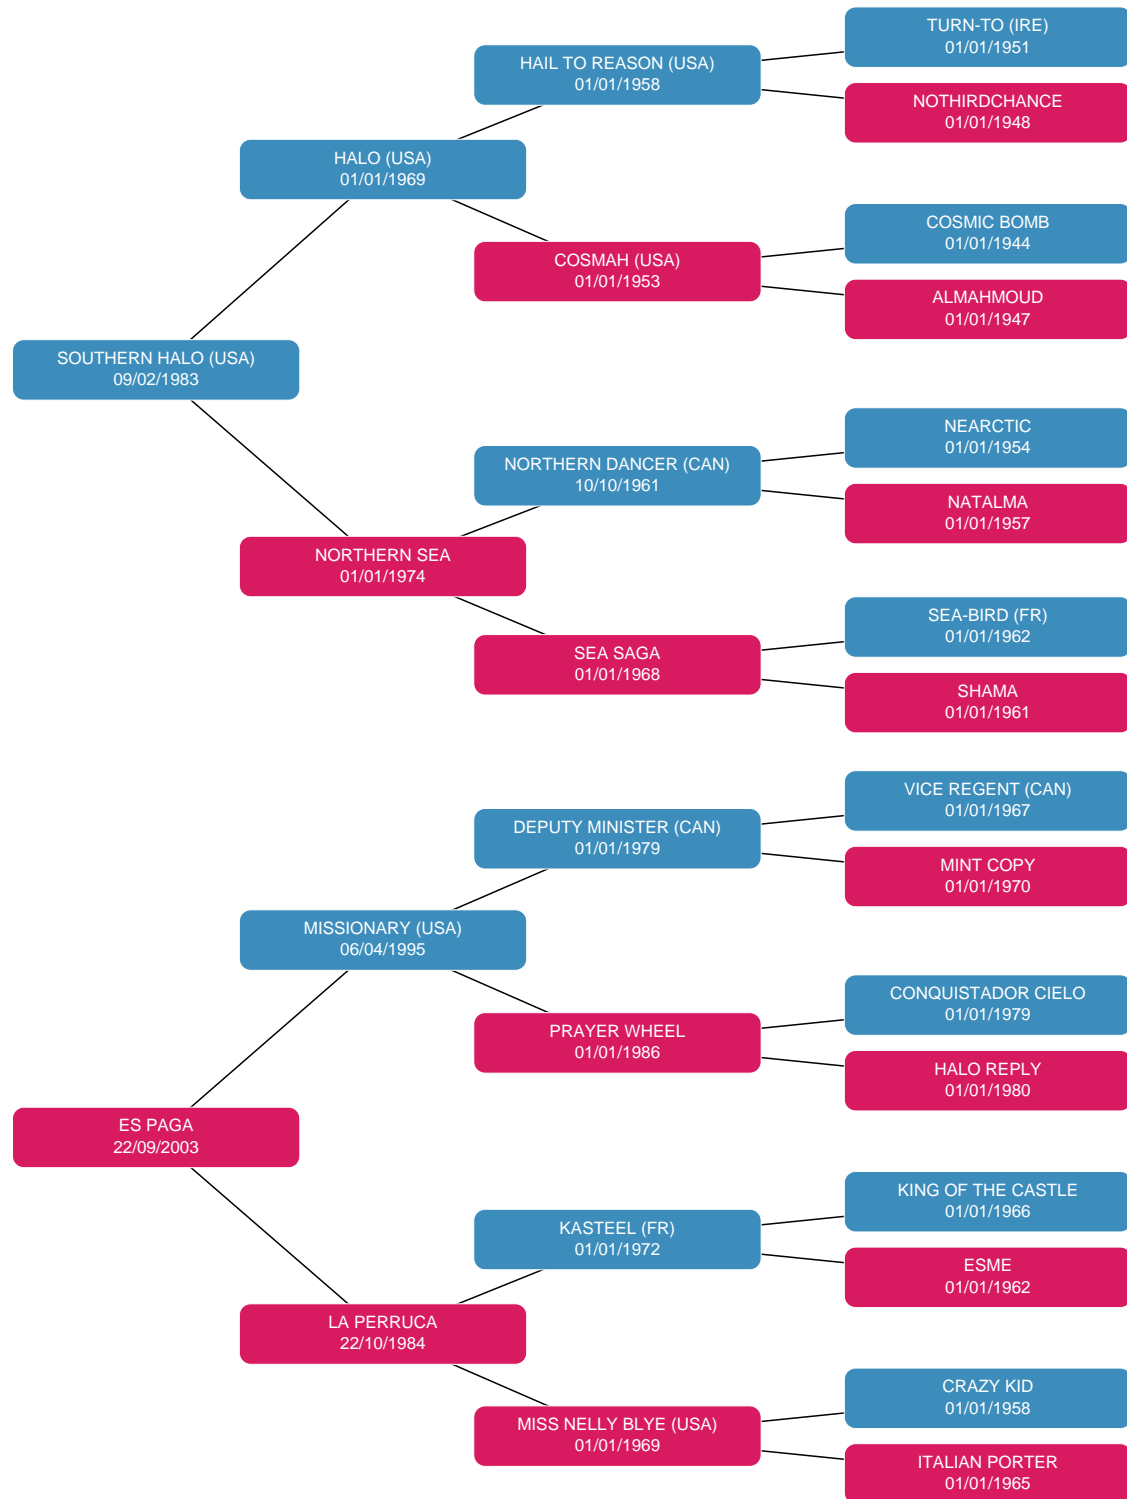 TURN-TO (IRE)
01/01/1951
HAIL TO REASON (USA)
01/01/1958
NOTHIRDCHANCE
01/01/1948
HALO (USA)
01/01/1969
COSMIC BOMB
01/01/1944
COSMAH (USA)
01/01/1953
ALMAHMOUD
01/01/1947
SOUTHERN HALO (USA)
09/02/1983
NEARCTIC
01/01/1954
NORTHERN DANCER (CAN)
10/10/1961
NATALMA
01/01/1957
NORTHERN SEA
01/01/1974
SEA-BIRD (FR)
01/01/1962
SEA SAGA
01/01/1968
SHAMA
01/01/1961
VICE REGENT (CAN)
01/01/1967
DEPUTY MINISTER (CAN)
01/01/1979
MINT COPY
01/01/1970
MISSIONARY (USA)
06/04/1995
CONQUISTADOR CIELO
01/01/1979
PRAYER WHEEL
01/01/1986
HALO REPLY
01/01/1980
ES PAGA
22/09/2003
KING OF THE CASTLE
01/01/1966
KASTEEL (FR)
01/01/1972
ESME
01/01/1962
LA PERRUCA
22/10/1984
CRAZY KID
01/01/1958
MISS NELLY BLYE (USA)
01/01/1969
ITALIAN PORTER
01/01/1965